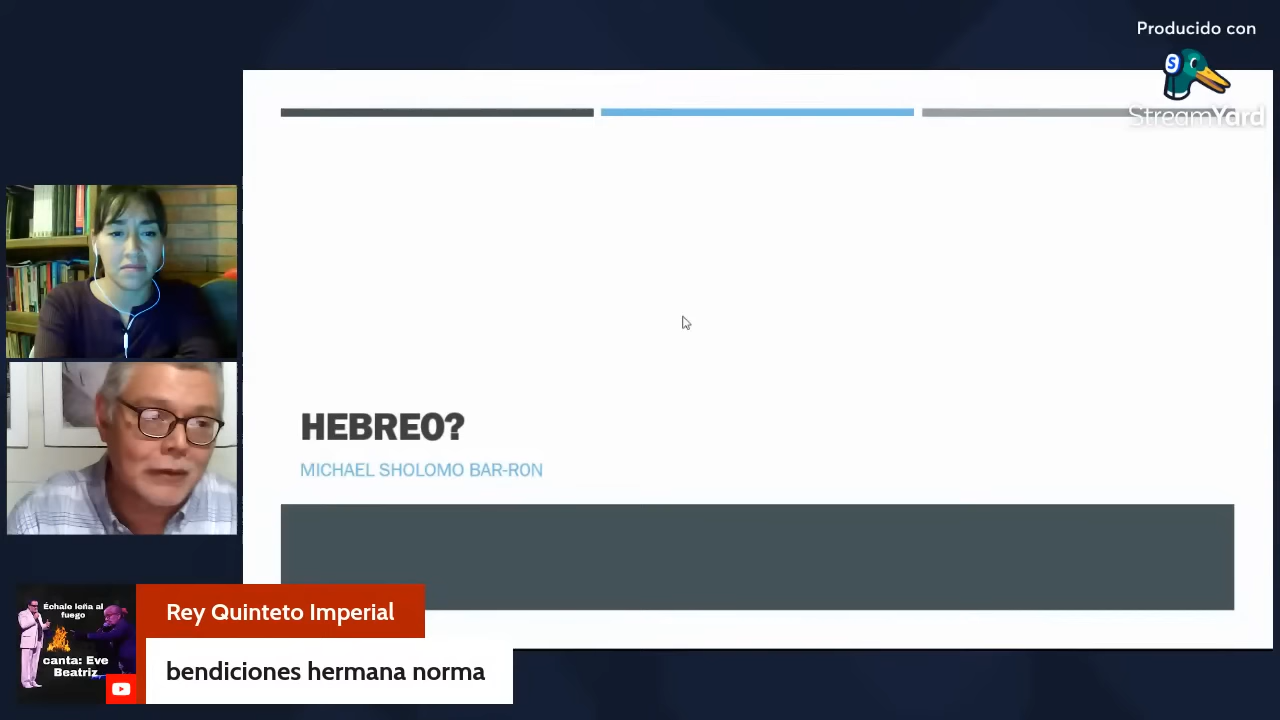 Producido con
StreamYard
HEBREO?
MICHAEL SHOLOMO BAR-RON
Échale leña al
fuego
canta: Eve
Beatriz
Rey Quinteto Imperial
bendiciones hermana norma